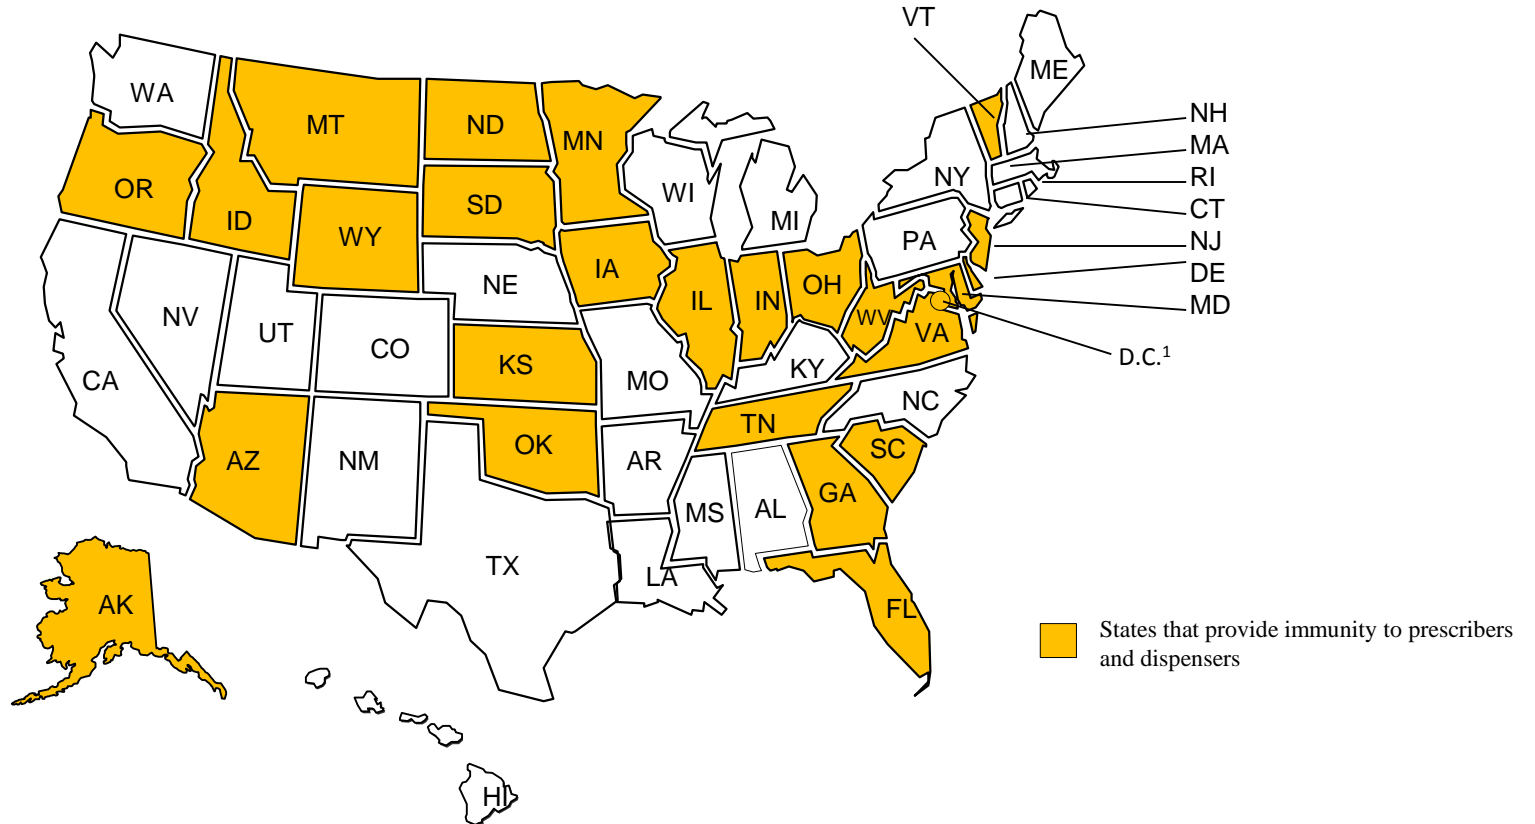 VT
ME
WA
MT
ND
MN
NH
MA
OR
ID
SD
WI
NY
RI
MI
CT
WY
PA
NJ
IA
DE
NE
OH
IL
IN
MD
NV
WV
UT
VA
CO
D.C.¹
KS
KY
CA
MO
NC
TN
OK
SC
AZ
NM
AR
GA
MS
AL
TX
LA
AK
FL
States that provide immunity to prescribers
and dispensers
HI